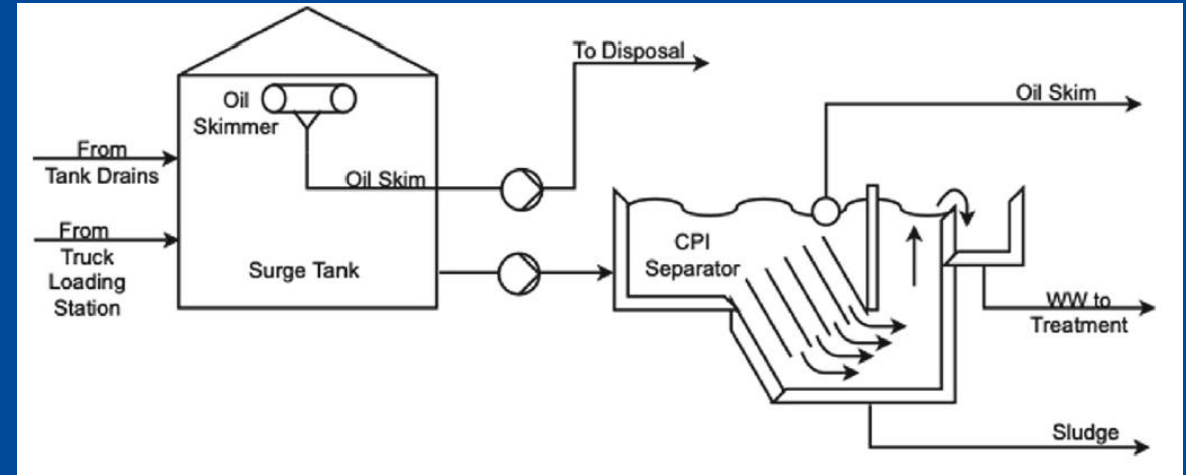 To Disposal
Oil Skim
Oil
Skimmer
From
Tank Drains
Oil Skim
From
Truck
Loading
Station
Surge Tank
CPI
Separator
WW to
Treatment
Sludge